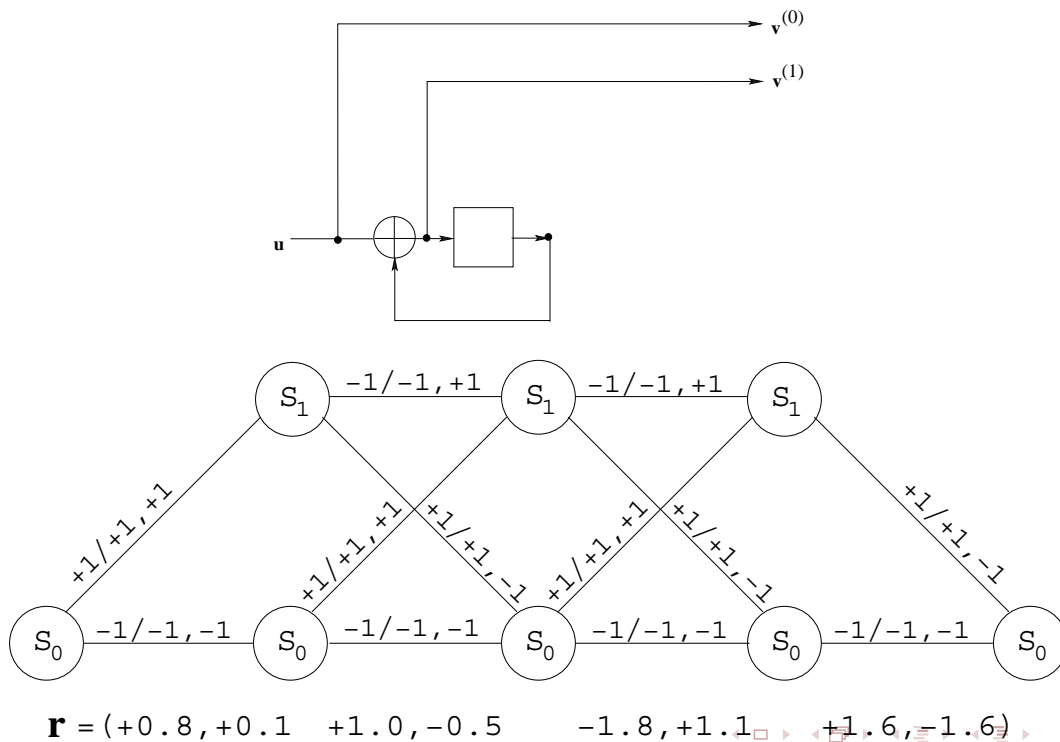 v(0)
v(1)
u
S1 -1/-1,+1 S1 -1/-1,+1 S1
+1/+1,+1 +1/+1,+1 +1/+1,-1 +1/+1,+1 +1/+1,-1 +1/+1,-1
S0 -1/-1,-1 S0 -1/-1,-1 S0 -1/-1,-1 S0 -1/-1,-1 S0
r = (+0.8,+0.1 +1.0,-0.5 -1.8,+1.1 +1.6,-1.6)